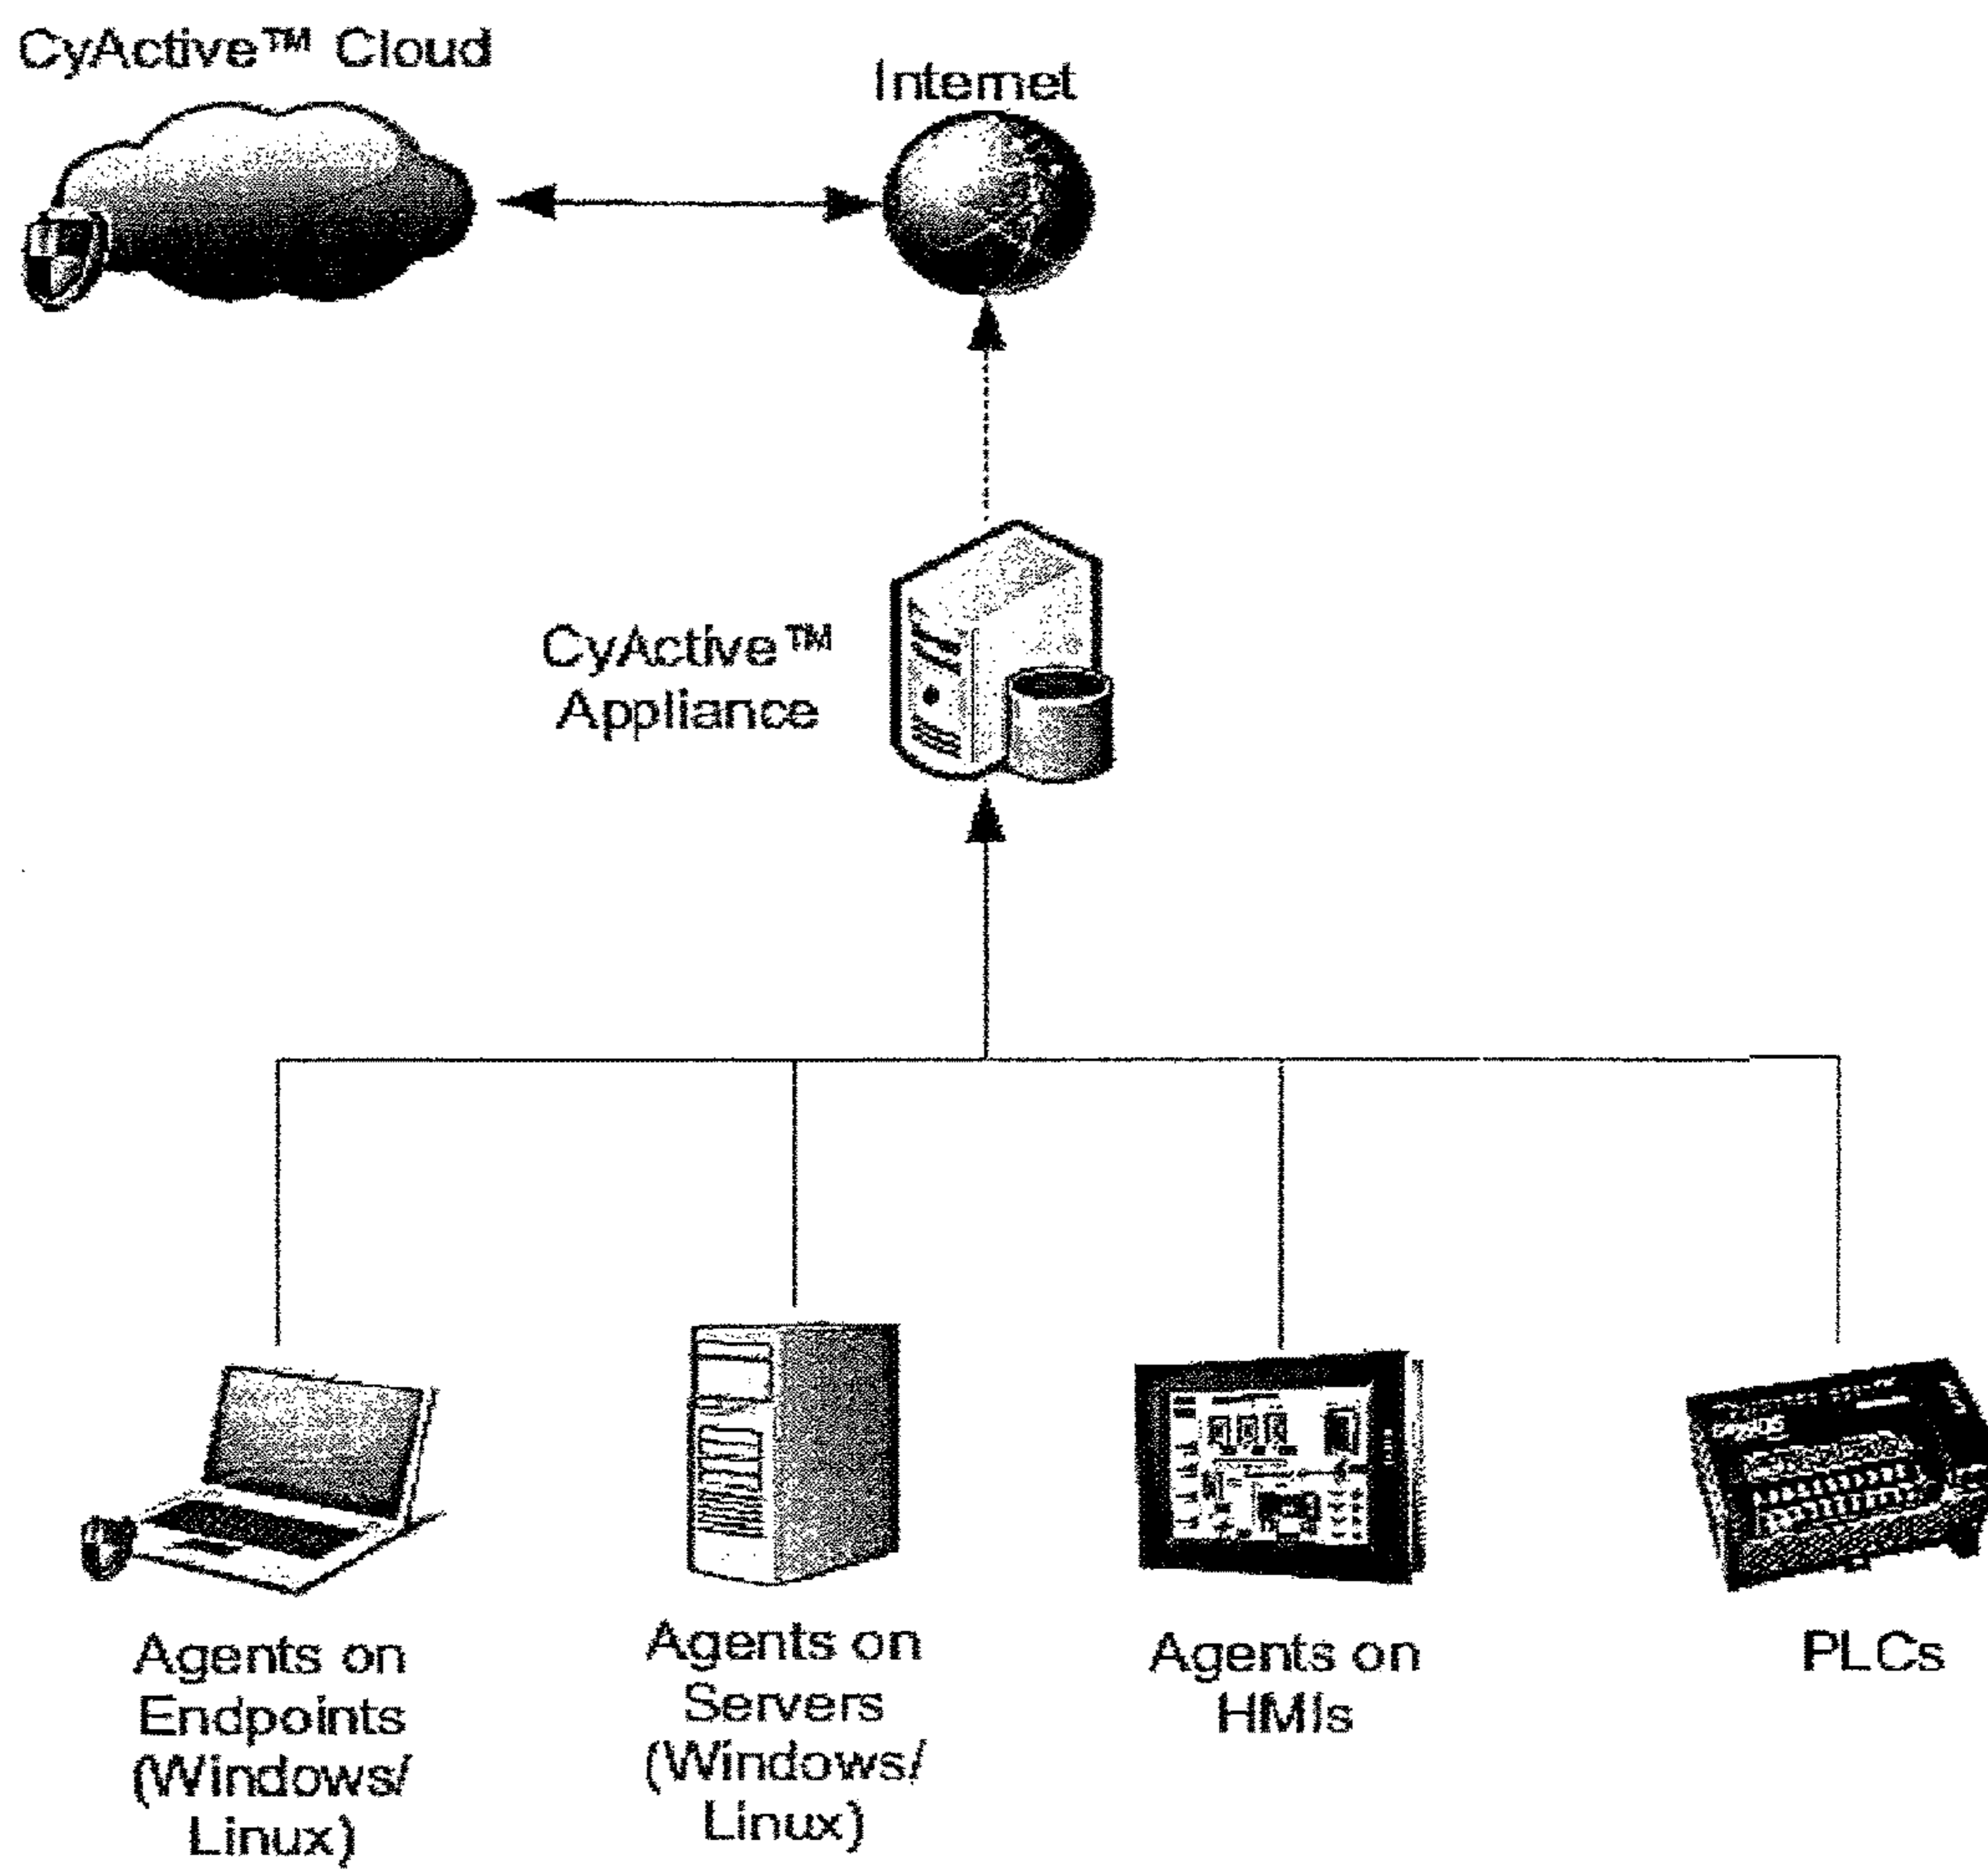 CyActive™ Cloud
Internet
CyActive™
Appliance
Agents on
Endpoints
(Windows/
Linux)
Agents on
Servers
(Windows/
Linux)
Agents on
HMIs
PLCs